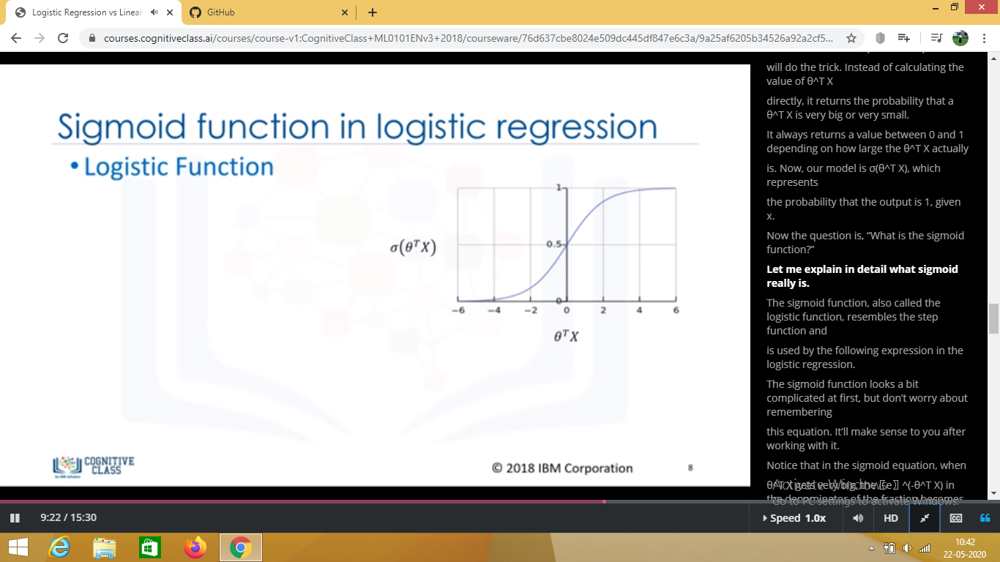 Logistic Regression vs Linear
GitHub
courses.cognitiveclass.ai/courses/course-v1:CognitiveClass+ML0101ENv3+2018/courseware/76d637cbe8024e509dc445df847e6c3a/9a25af6205b34526a92a2cf5...
Sigmoid function in logistic regression
• Logistic Function
σ(θ^T X)
1
0.5
0
−6 −4 −2 0 2 4 6
θ^T X
COGNITIVE
CLASS
An IBM Initiative
© 2018 IBM Corporation
8
will do the trick. Instead of calculating the
value of θ^T X
directly, it returns the probability that a
θ^T X is very big or very small.
It always returns a value between 0 and 1
depending on how large the θ^T X actually
is. Now, our model is σ(θ^T X), which
represents
the probability that the output is 1, given
x.
Now the question is, “What is the sigmoid
function?”
Let me explain in detail what sigmoid
really is.
The sigmoid function, also called the
logistic function, resembles the step
function and
is used by the following expression in the
logistic regression.
The sigmoid function looks a bit
complicated at first, but don’t worry about
remembering
this equation. It’ll make sense to you after
working with it.
Notice that in the sigmoid equation, when
θ^T X gets very big, the 〖e〗^(-θ^T X) in
the denominator of the fraction becomes
Activate Windows
Go to PC settings to activate Windows.
9:22 / 15:30
Speed 1.0x
HD
CC
10:42
22-05-2020